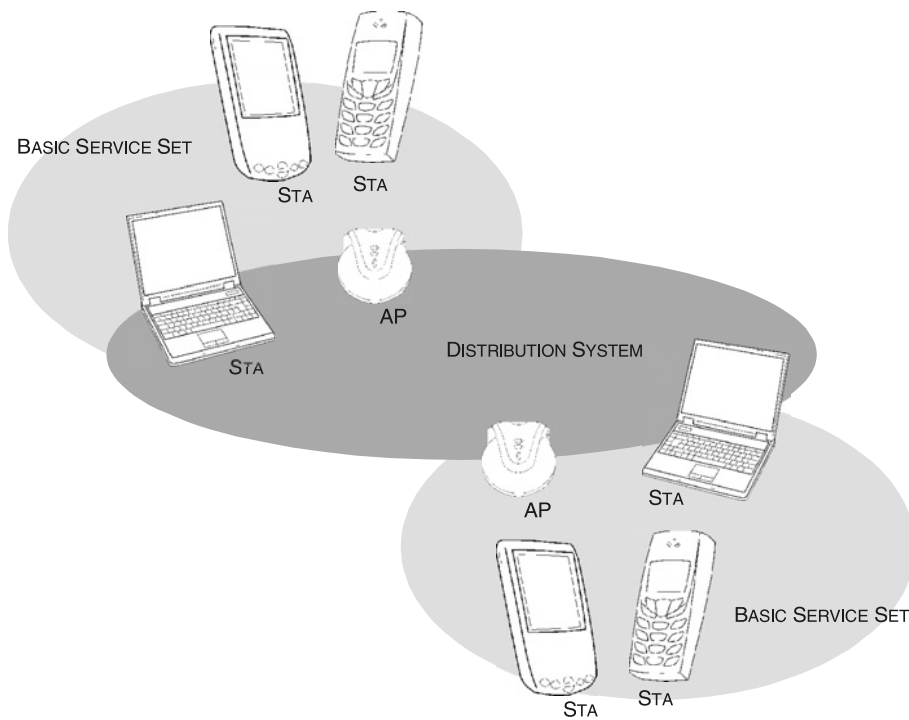 BASIC SERVICE SET
STA
STA
AP
STA
DISTRIBUTION SYSTEM
AP
STA
BASIC SERVICE SET
STA
STA